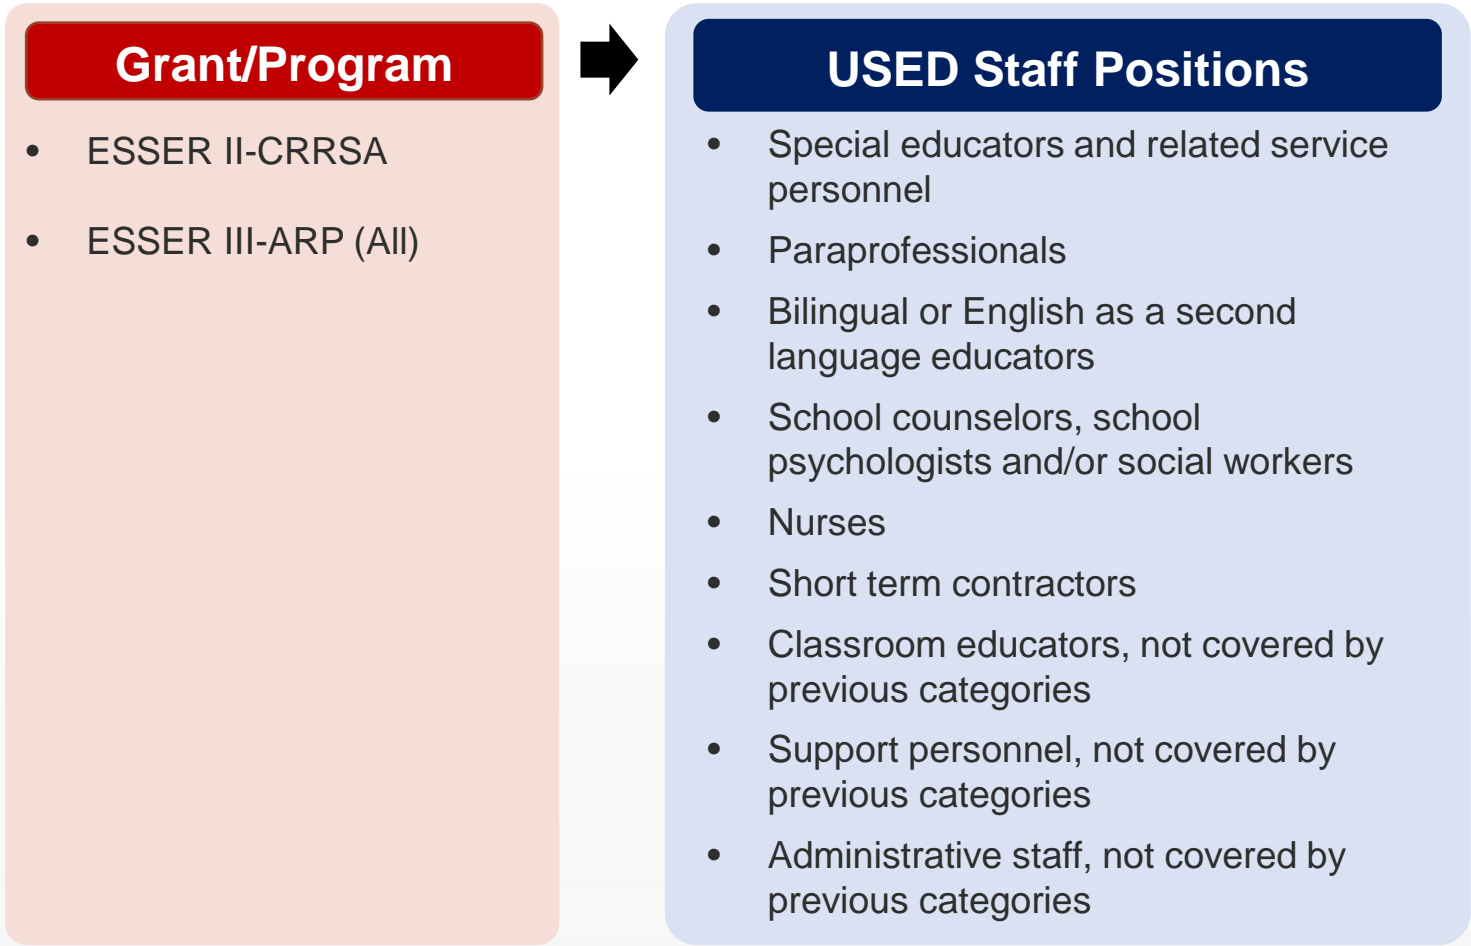 Grant/Program
• ESSER II-CRRSA
• ESSER III-ARP (All)
USED Staff Positions
• Special educators and related service
personnel
• Paraprofessionals
• Bilingual or English as a second
language educators
• School counselors, school
psychologists and/or social workers
• Nurses
• Short term contractors
• Classroom educators, not covered by
previous categories
• Support personnel, not covered by
previous categories
• Administrative staff, not covered by
previous categories